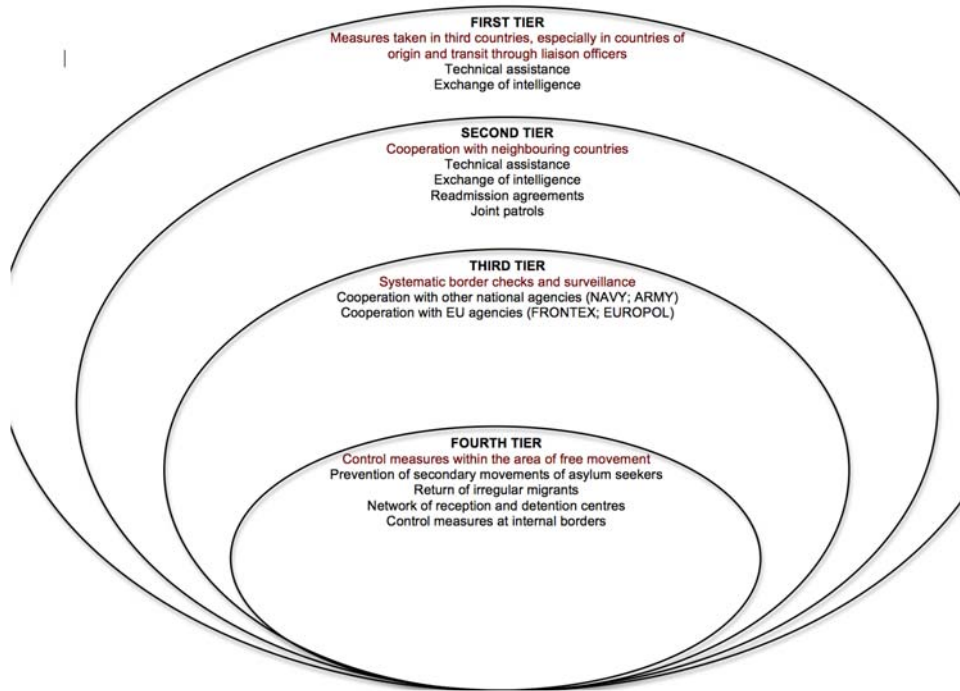 FIRST TIER
Measures taken in third countries, especially in countries of
origin and transit through liaison officers
Technical assistance
Exchange of intelligence
SECOND TIER
Cooperation with neighbouring countries
Technical assistance
Exchange of intelligence
Readmission agreements
Joint patrols
THIRD TIER
Systematic border checks and surveillance
Cooperation with other national agencies (NAVY; ARMY)
Cooperation with EU agencies (FRONTEX; EUROPOL)
FOURTH TIER
Control measures within the area of free movement
Prevention of secondary movements of asylum seekers
Return of irregular migrants
Network of reception and detention centres
Control measures at internal borders